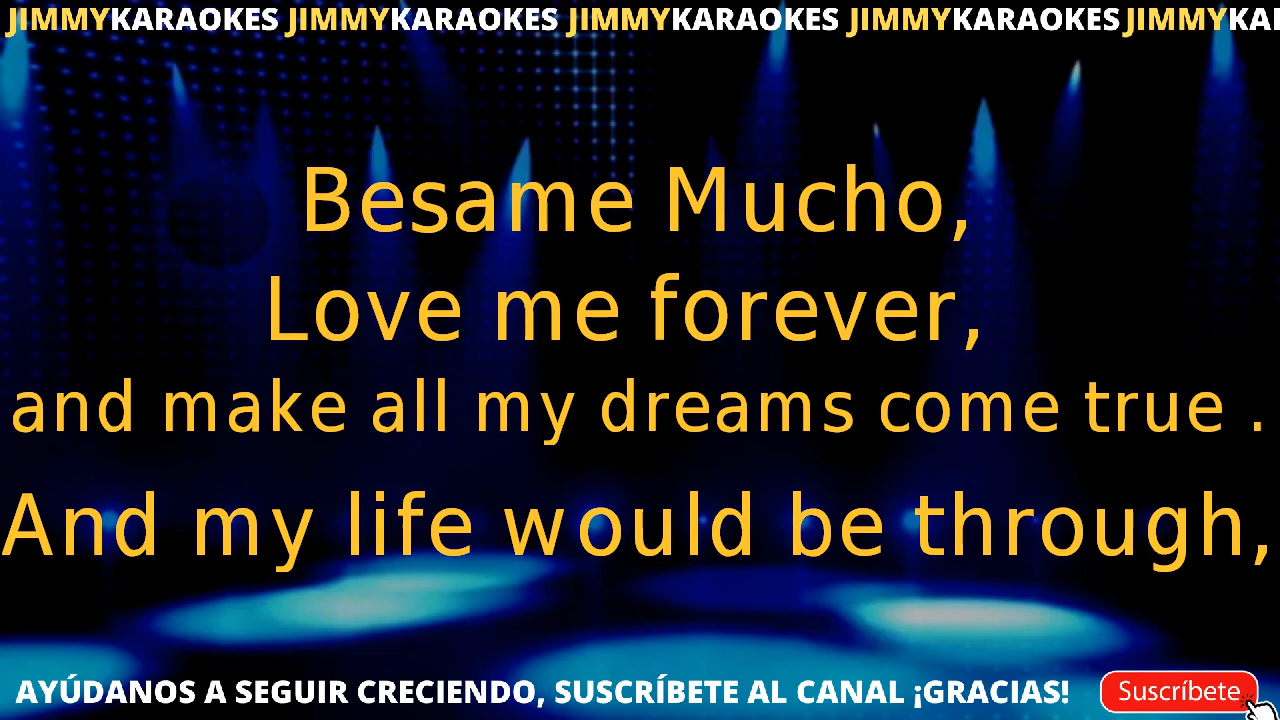 JIMMYKARAOKES JIMMYKARAOKES JIMMYKARAOKES JIMMYKARAOKES JIMMYKA
Besame Mucho,
Love me forever,
and make all my dreams come true .
And my life would be through,
AYÚDANOS A SEGUIR CRECIENDO, SUSCRÍBETE AL CANAL ¡GRACIAS! Suscríbete